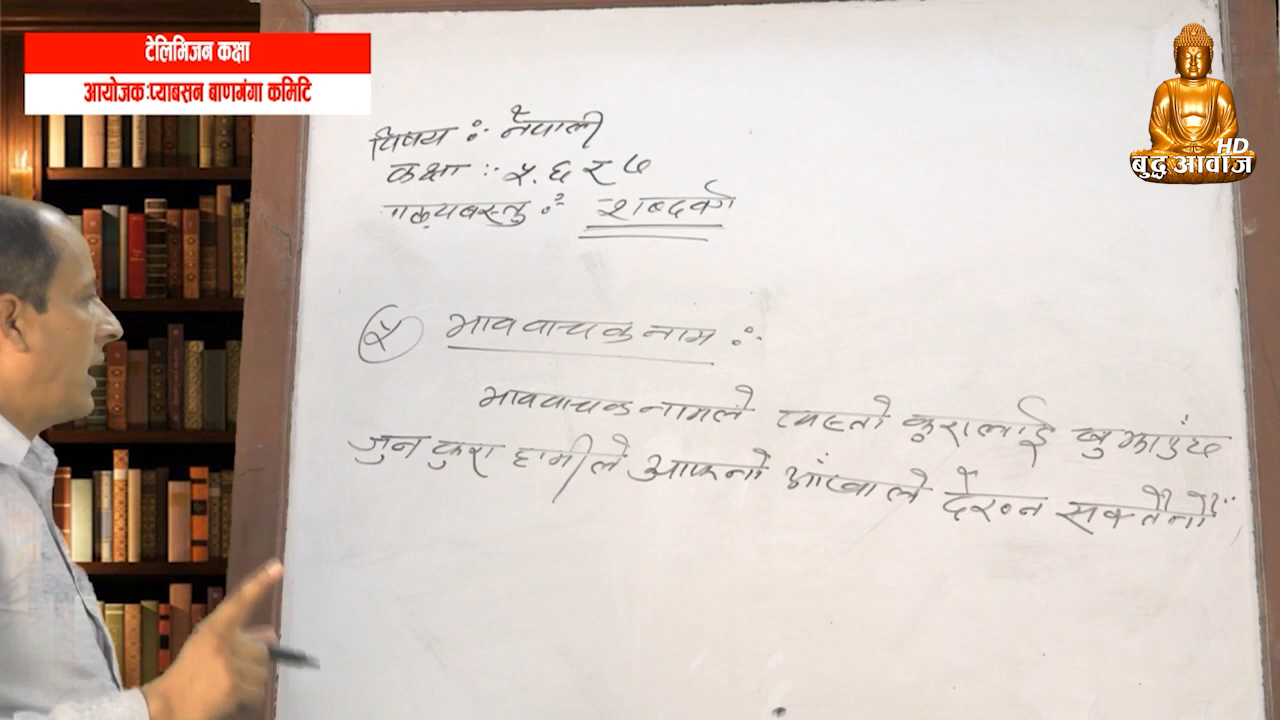 टेलिभिजन कक्षा
आयोजकःप्याबसन बाणगंगा कमिटि
HD
बुद्ध आवाज
विषय :- नेपाली
कक्षा :- ५.६ र ७
पाठ्यवस्तु :- शब्दवर्ग
५ भाववाचक नाम :-
भाववाचक नामले त्यस्तो कुरालाई बुझाउँछ
जुन कुरा हामीले आफ्नो आँखाले देख्न सक्तैनौं ।